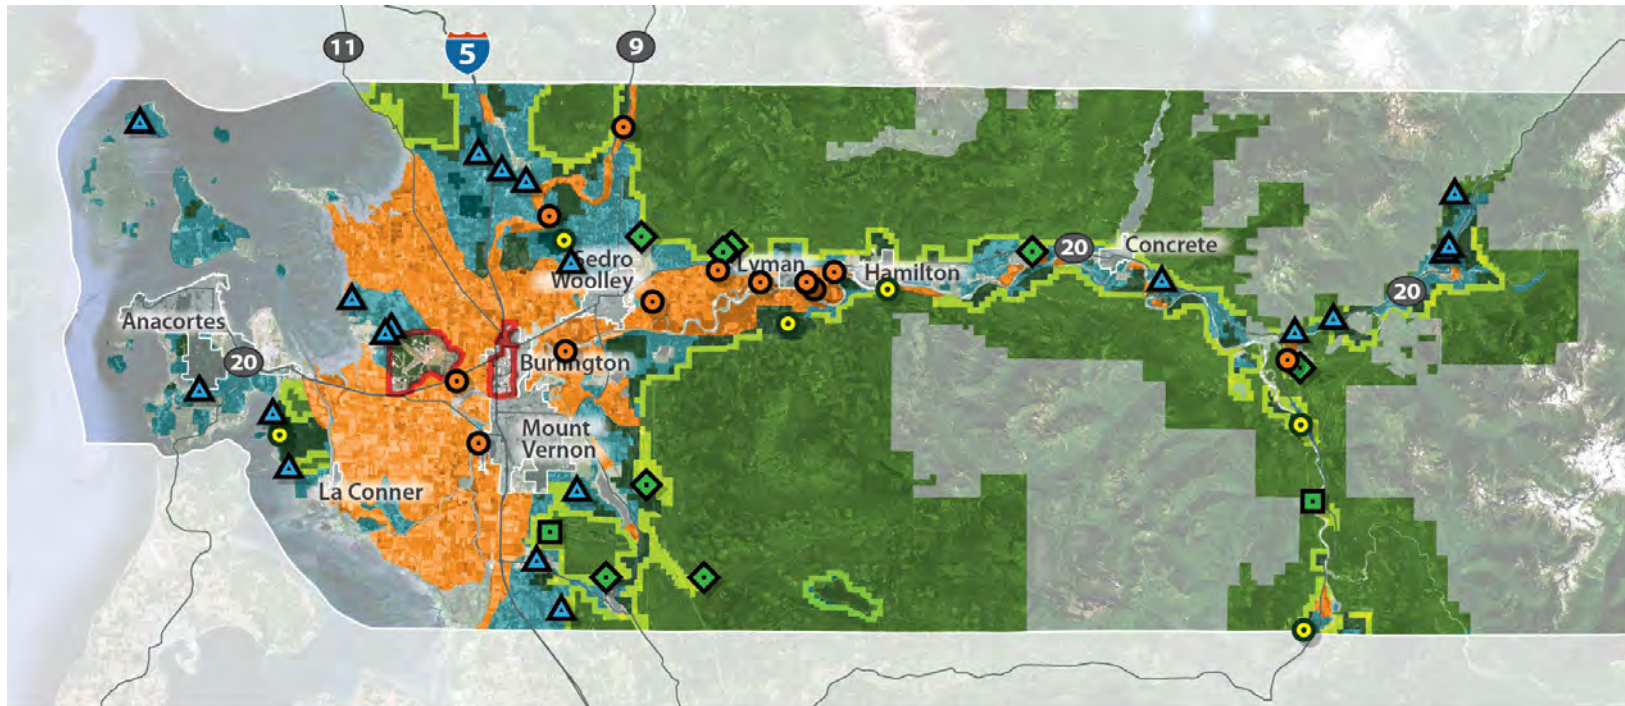 11
5
9
Sedro
Woolley
Lyman
Hamilton
20
Concrete
20
Anacortes
20
Burlington
Mount
Vernon
La Conner